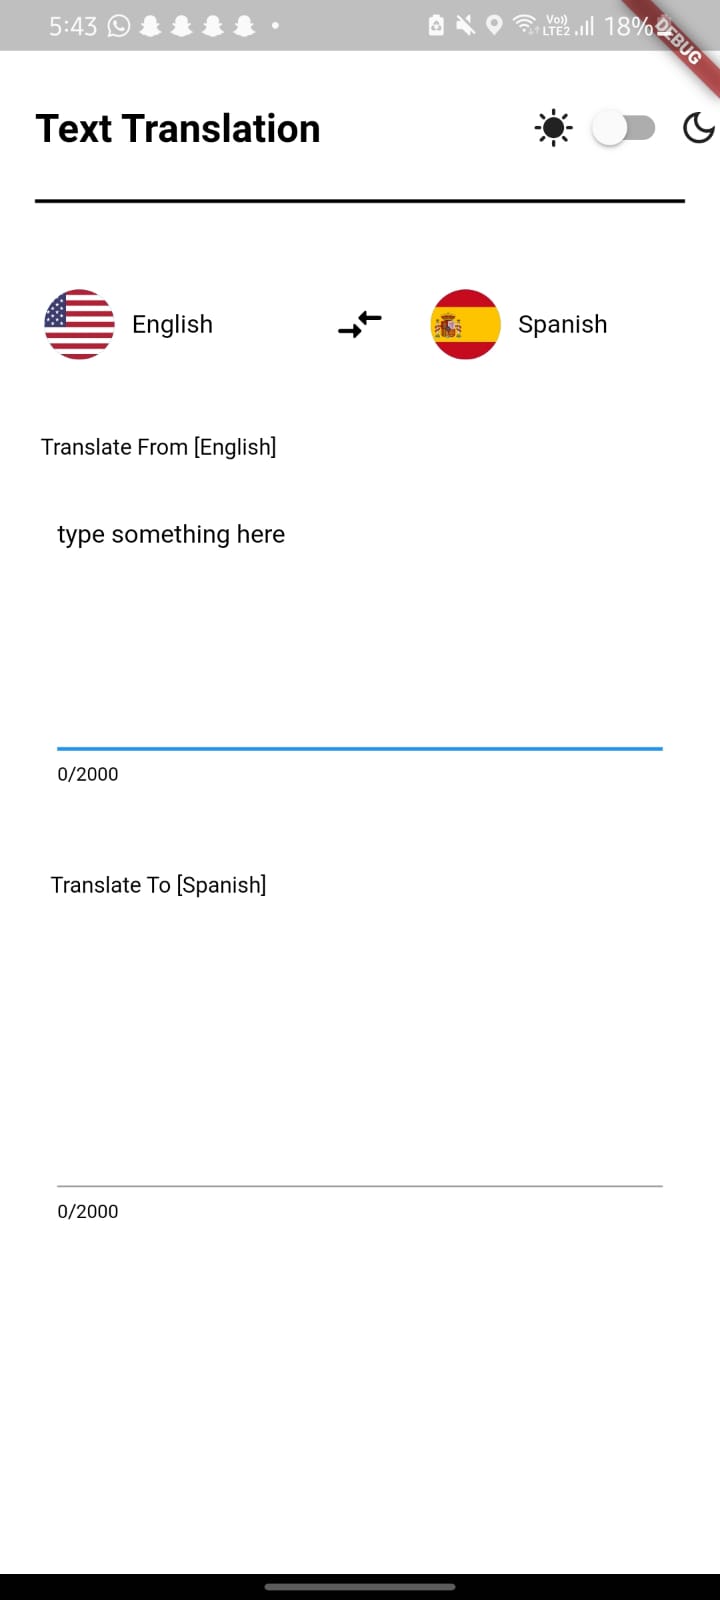 5:43
Vo))
LTE2
18%
DEBUG
Text Translation
English
Spanish
Translate From [English]
type something here
0/2000
Translate To [Spanish]
0/2000